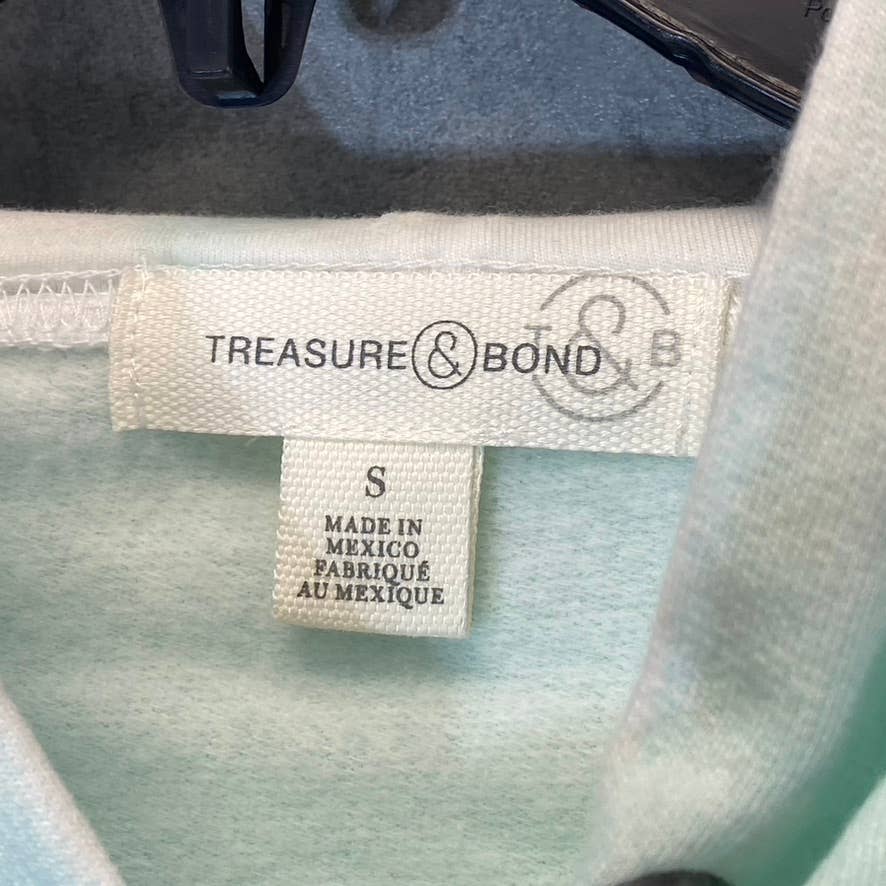 TREASURE & BOND
T & B
S
MADE IN
MEXICO
FABRIQUÉ
AU MEXIQUE